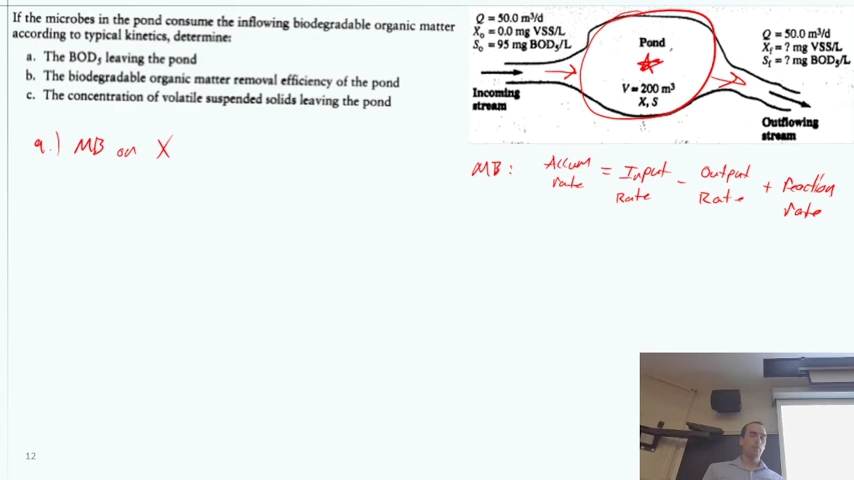 If the microbes in the pond consume the inflowing biodegradable organic matter
according to typical kinetics, determine:
a. The BOD₅ leaving the pond
b. The biodegradable organic matter removal efficiency of the pond
c. The concentration of volatile suspended solids leaving the pond
Q = 50.0 m³/d
X₀ = 0.0 mg VSS/L
S₀ = 95 mg BOD₅/L
Incoming
stream
Pond
V = 200 m³
X, S
Q = 50.0 m³/d
Xf = ? mg VSS/L
Sf = ? mg BOD₅/L
Outflowing
stream
a.) MB on X
MB: Accum rate = Input Rate - Output Rate + reaction rate
12